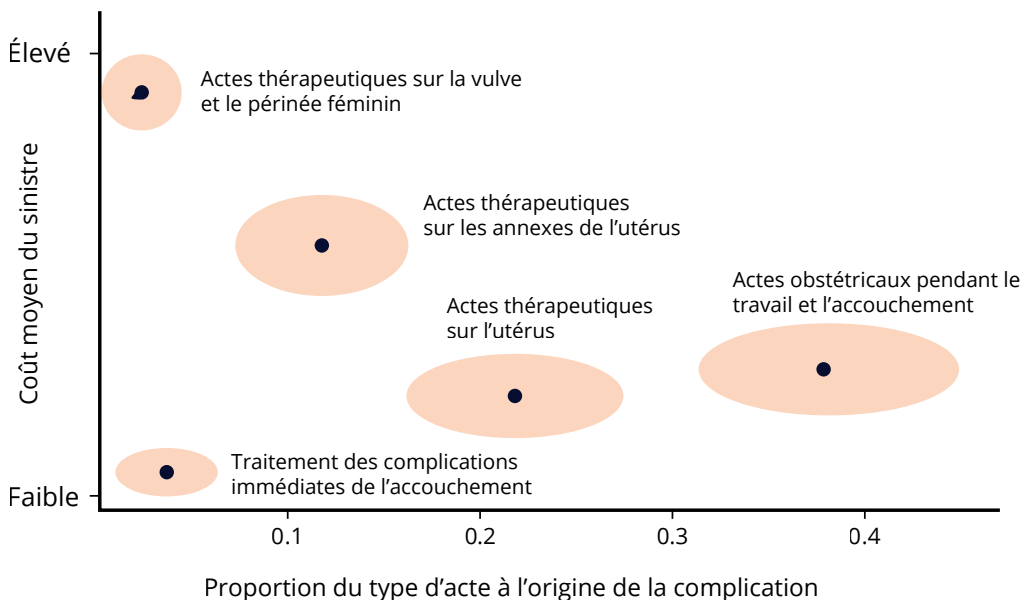 Élevé
Actes thérapeutiques sur la vulve
et le périnée féminin
Coût moyen du sinistre
Actes thérapeutiques
sur les annexes de l’utérus
Actes obstétricaux pendant le
travail et l’accouchement
Actes thérapeutiques
sur l’utérus
Traitement des complications
immédiates de l’accouchement
Faible
0.1
0.2
0.3
0.4
Proportion du type d’acte à l’origine de la complication